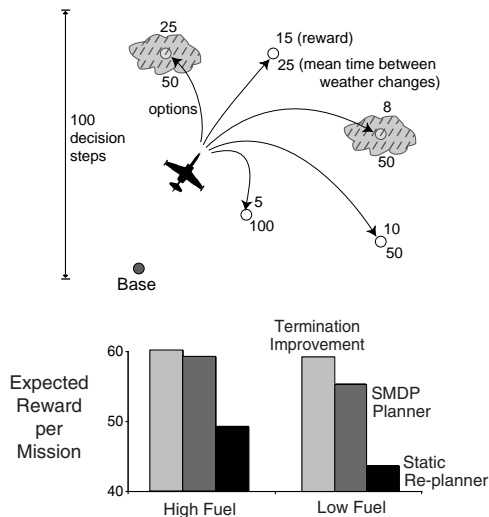 25
50
15 (reward)
25 (mean time between
weather changes)
options
8
50
100
decision
steps
5
100
10
50
Base
Expected
Reward
per
Mission
60
50
40
Termination
Improvement
SMDP
Planner
Static
Re-planner
High Fuel
Low Fuel